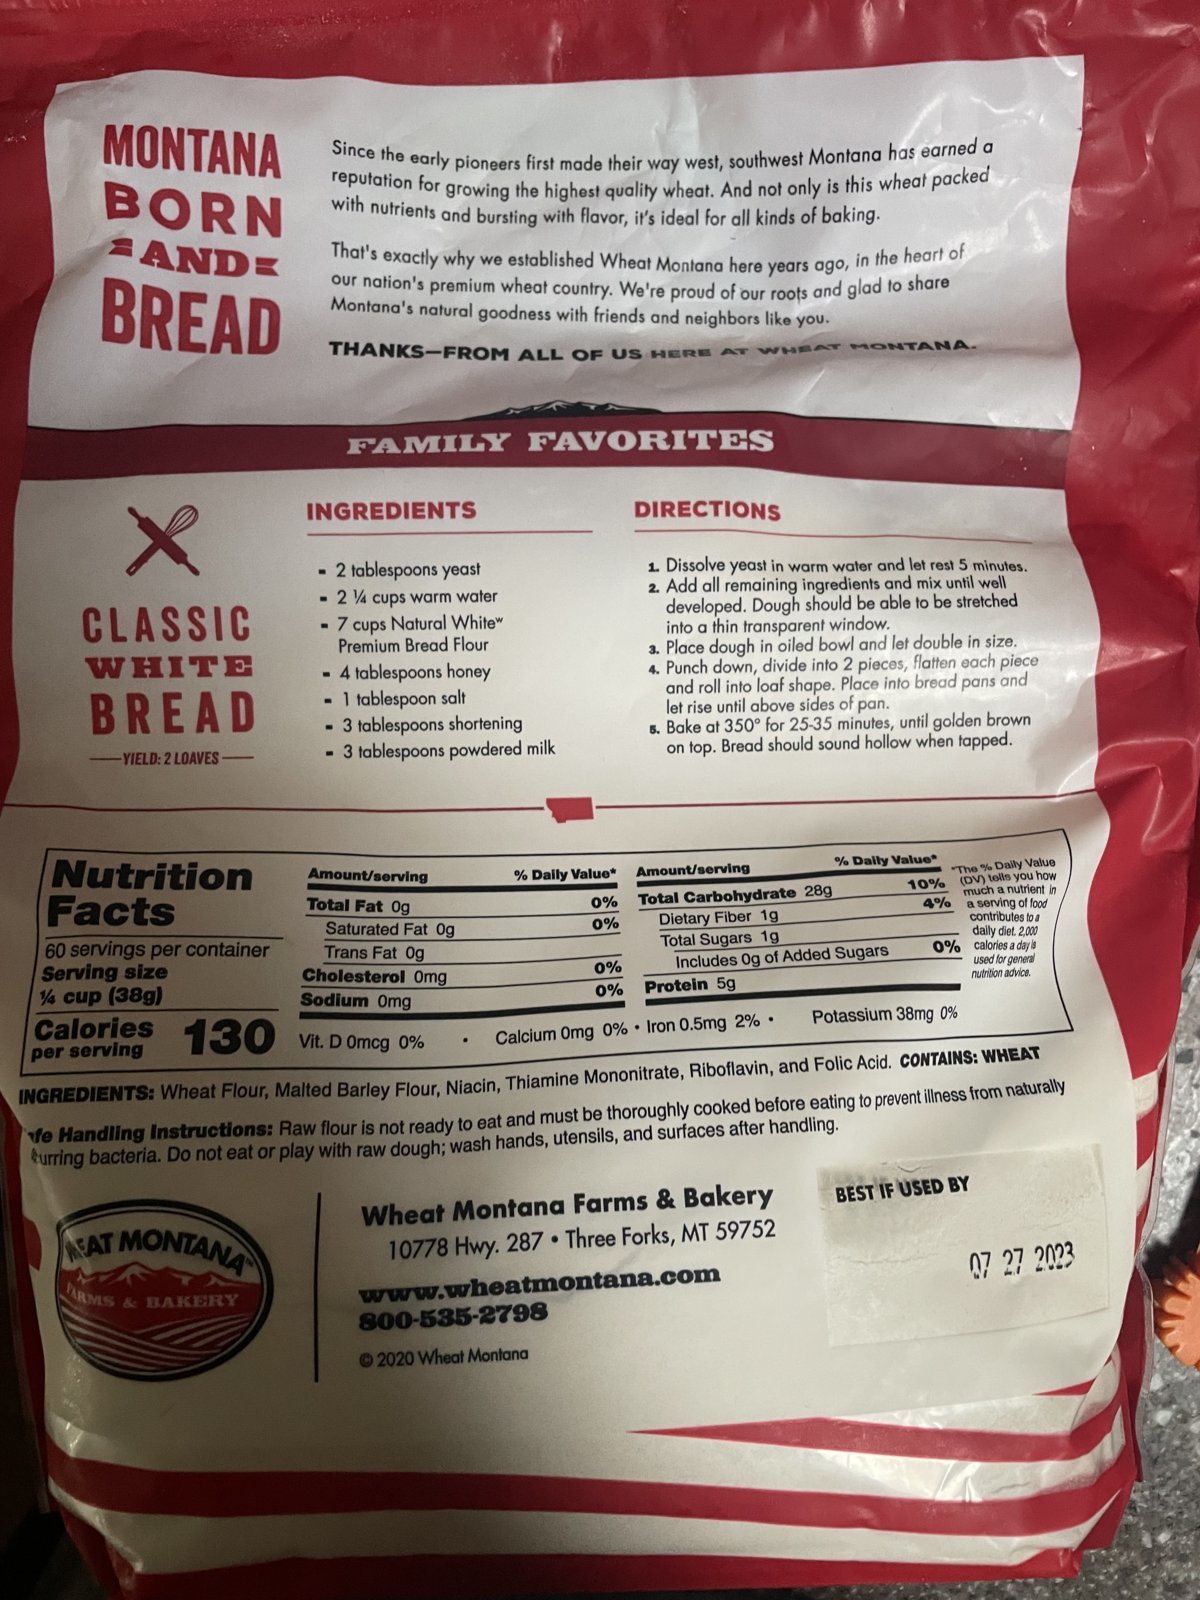 MONTANA
BORN
AND
BREAD
Since the early pioneers first made their way west, southwest Montana has earned a
reputation for growing the highest quality wheat. And not only is this wheat packed
with nutrients and bursting with flavor, it's ideal for all kinds of baking.
That's exactly why we established Wheat Montana here years ago, in the heart of
our nation's premium wheat country. We're proud of our roots and glad to share
Montana's natural goodness with friends and neighbors like you.
THANKS—FROM ALL OF US HERE AT WHEAT MONTANA.
FAMILY FAVORITES
CLASSIC
WHITE
BREAD
YIELD: 2 LOAVES
INGREDIENTS
- 2 tablespoons yeast
- 2 ¼ cups warm water
- 7 cups Natural White
Premium Bread Flour
- 4 tablespoons honey
- 1 tablespoon salt
- 3 tablespoons shortening
- 3 tablespoons powdered milk
DIRECTIONS
1. Dissolve yeast in warm water and let rest 5 minutes.
2. Add all remaining ingredients and mix until well
developed. Dough should be able to be stretched
into a thin transparent window.
3. Place dough in oiled bowl and let double in size.
4. Punch down, divide into 2 pieces, flatten each piece
and roll into loaf shape. Place into bread pans and
let rise until above sides of pan.
5. Bake at 350° for 25-35 minutes, until golden brown
on top. Bread should sound hollow when tapped.
Nutrition
Facts
60 servings per container
Serving size
¼ cup (38g)
Calories 130
per serving
Amount/serving % Daily Value*
Total Fat 0g 0%
Saturated Fat 0g 0%
Trans Fat 0g
Cholesterol 0mg 0%
Sodium 0mg 0%
Amount/serving % Daily Value*
Total Carbohydrate 28g 10%
Dietary Fiber 1g 4%
Total Sugars 1g
Includes 0g of Added Sugars 0%
Protein 5g
*The % Daily Value
(DV) tells you how
much a nutrient in
a serving of food
contributes to a
daily diet. 2,000
calories a day is
used for general
nutrition advice.
Vit. D 0mcg 0% • Calcium 0mg 0% • Iron 0.5mg 2% • Potassium 38mg 0%
INGREDIENTS: Wheat Flour, Malted Barley Flour, Niacin, Thiamine Mononitrate, Riboflavin, and Folic Acid. CONTAINS: WHEAT
fe Handling Instructions: Raw flour is not ready to eat and must be thoroughly cooked before eating to prevent illness from naturally
urring bacteria. Do not eat or play with raw dough; wash hands, utensils, and surfaces after handling.
EAT MONTANA™
ARMS & BAKERY
Wheat Montana Farms & Bakery
10778 Hwy. 287 • Three Forks, MT 59752
www.wheatmontana.com
800-535-2798
© 2020 Wheat Montana
BEST IF USED BY
07 27 2023